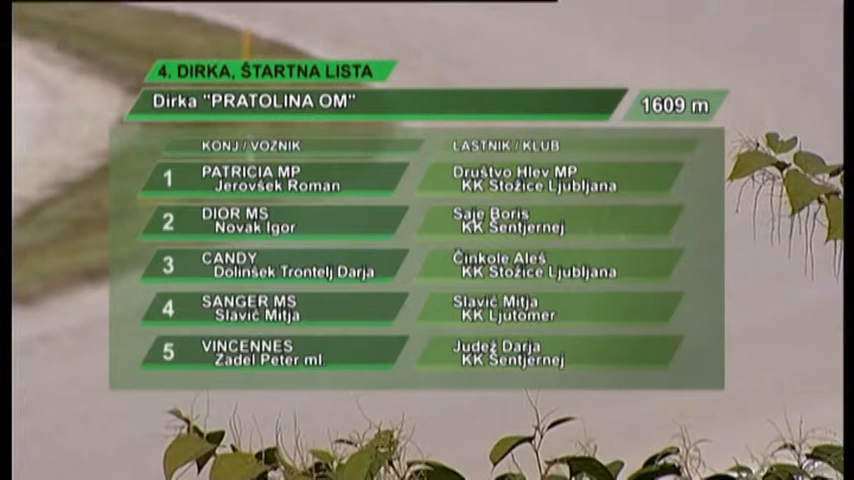 4. DIRKA, ŠTARTNA LISTA
Dirka "PRATOLINA OM"
1609 m
KONJ / VOZNIK
LASTNIK / KLUB
1
PATRICIA MP
Jerovšek Roman
Društvo Hlev MP
KK Stožice Ljubljana
2
DIOR MS
Novak Igor
Saje Boris
KK Šentjernej
3
CANDY
Dolinšek Trontelj Darja
Činkole Aleš
KK Stožice Ljubljana
4
SANGER MS
Slavič Mitja
Slavič Mitja
KK Ljutomer
5
VINCENNES
Zadel Peter ml.
Judež Darja
KK Šentjernej